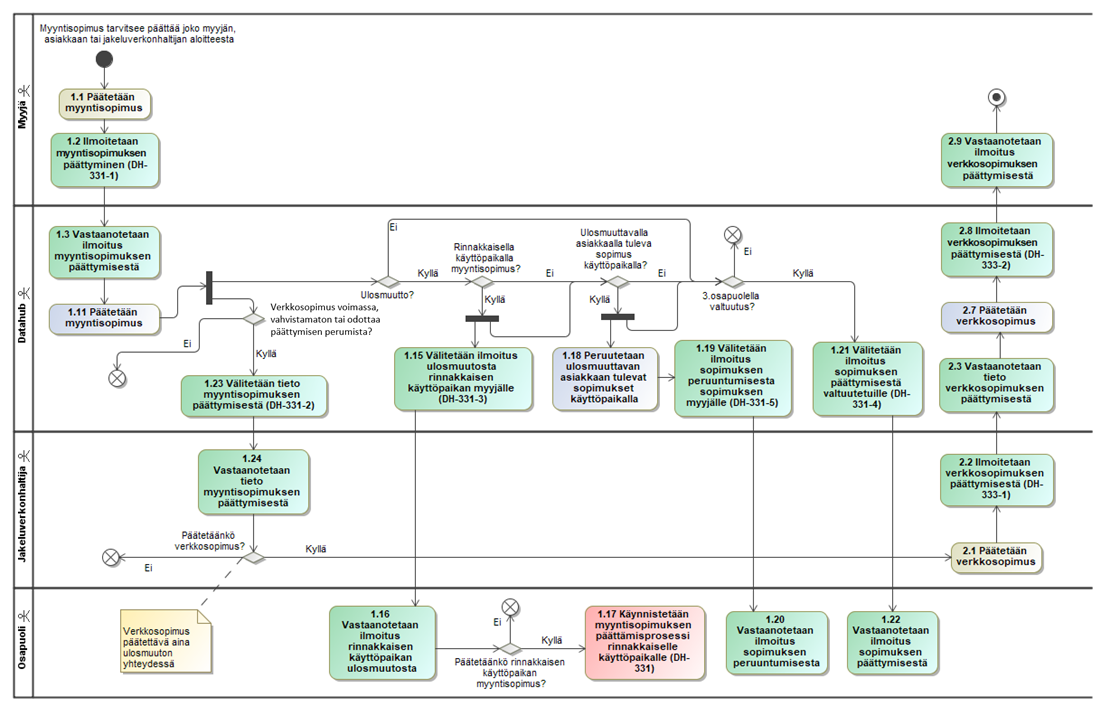 Myyntisopimus tarvitsee päättää joko myyjän,
asiakkaan tai jakeluverkonhaltijan aloitteesta
Myyjä
1.1 Päätetään
myyntisopimus
1.2 Ilmoitetaan
myyntisopimuksen
päättyminen (DH-
331-1)
2.9 Vastaanotetaan
ilmoitus
verkkosopimuksen
päättymisestä
Datahub
1.3 Vastaanotetaan
ilmoitus
myyntisopimuksen
päättymisestä
1.11 Päätetään
myyntisopimus
Ei
Ulosmuutto?
Kyllä
Rinnakkaisella
käyttöpaikalla
myyntisopimus?
Ei
Kyllä
Ulosmuuttavalla
asiakkaalla tuleva
sopimus
käyttöpaikalla?
Ei
Kyllä
3.osapuolella
valtuutus?
Ei
Kyllä
Verkkosopimus voimassa,
vahvistamaton tai odottaa
päättymisen perumista?
Ei
Kyllä
1.23 Välitetään tieto
myyntisopimuksen
päättymisestä (DH-331-2)
1.15 Välitetään ilmoitus
ulosmuutosta
rinnakkaisen
käyttöpaikan myyjälle
(DH-331-3)
1.18 Peruutetaan
ulosmuuttavan
asiakkaan tulevat
sopimukset
käyttöpaikalla
1.19 Välitetään
ilmoitus
sopimuksen
peruuntumisesta
sopimuksen
myyjälle (DH-331-5)
1.21 Välitetään
ilmoitus
sopimuksen
päättymisestä
valtuutetuille (DH-
331-4)
2.8 Ilmoitetaan
verkkosopimuksen
päättymisestä (DH-
333-2)
2.7 Päätetään
verkkosopimus
2.3 Vastaanotetaan
tieto
verkkosopimuksen
päättymisestä
Jakeluverkonhaltija
1.24
Vastaanotetaan
tieto
myyntisopimuksen
päättymisestä
Päätetäänkö
verkkosopimus?
Ei
Kyllä
2.2 Ilmoitetaan
verkkosopimuksen
päättymisestä (DH-
333-1)
2.1 Päätetään
verkkosopimus
Osapuoli
Verkkosopimus
päätettävä aina
ulosmuuton
yhteydessä
1.16
Vastaanotetaan
ilmoitus
rinnakkaisen
käyttöpaikan
ulosmuutosta
Ei
Kyllä
Päätetäänkö rinnakkaisen
käyttöpaikan
myyntisopimus?
1.17 Käynnistetään
myyntisopimuksen
päättämisprosessi
rinnakkaiselle
käyttöpaikalle (DH-
331)
1.20
Vastaanotetaan
ilmoitus
sopimuksen
peruuntumisesta
1.22
Vastaanotetaan
ilmoitus
sopimuksen
päättymisestä